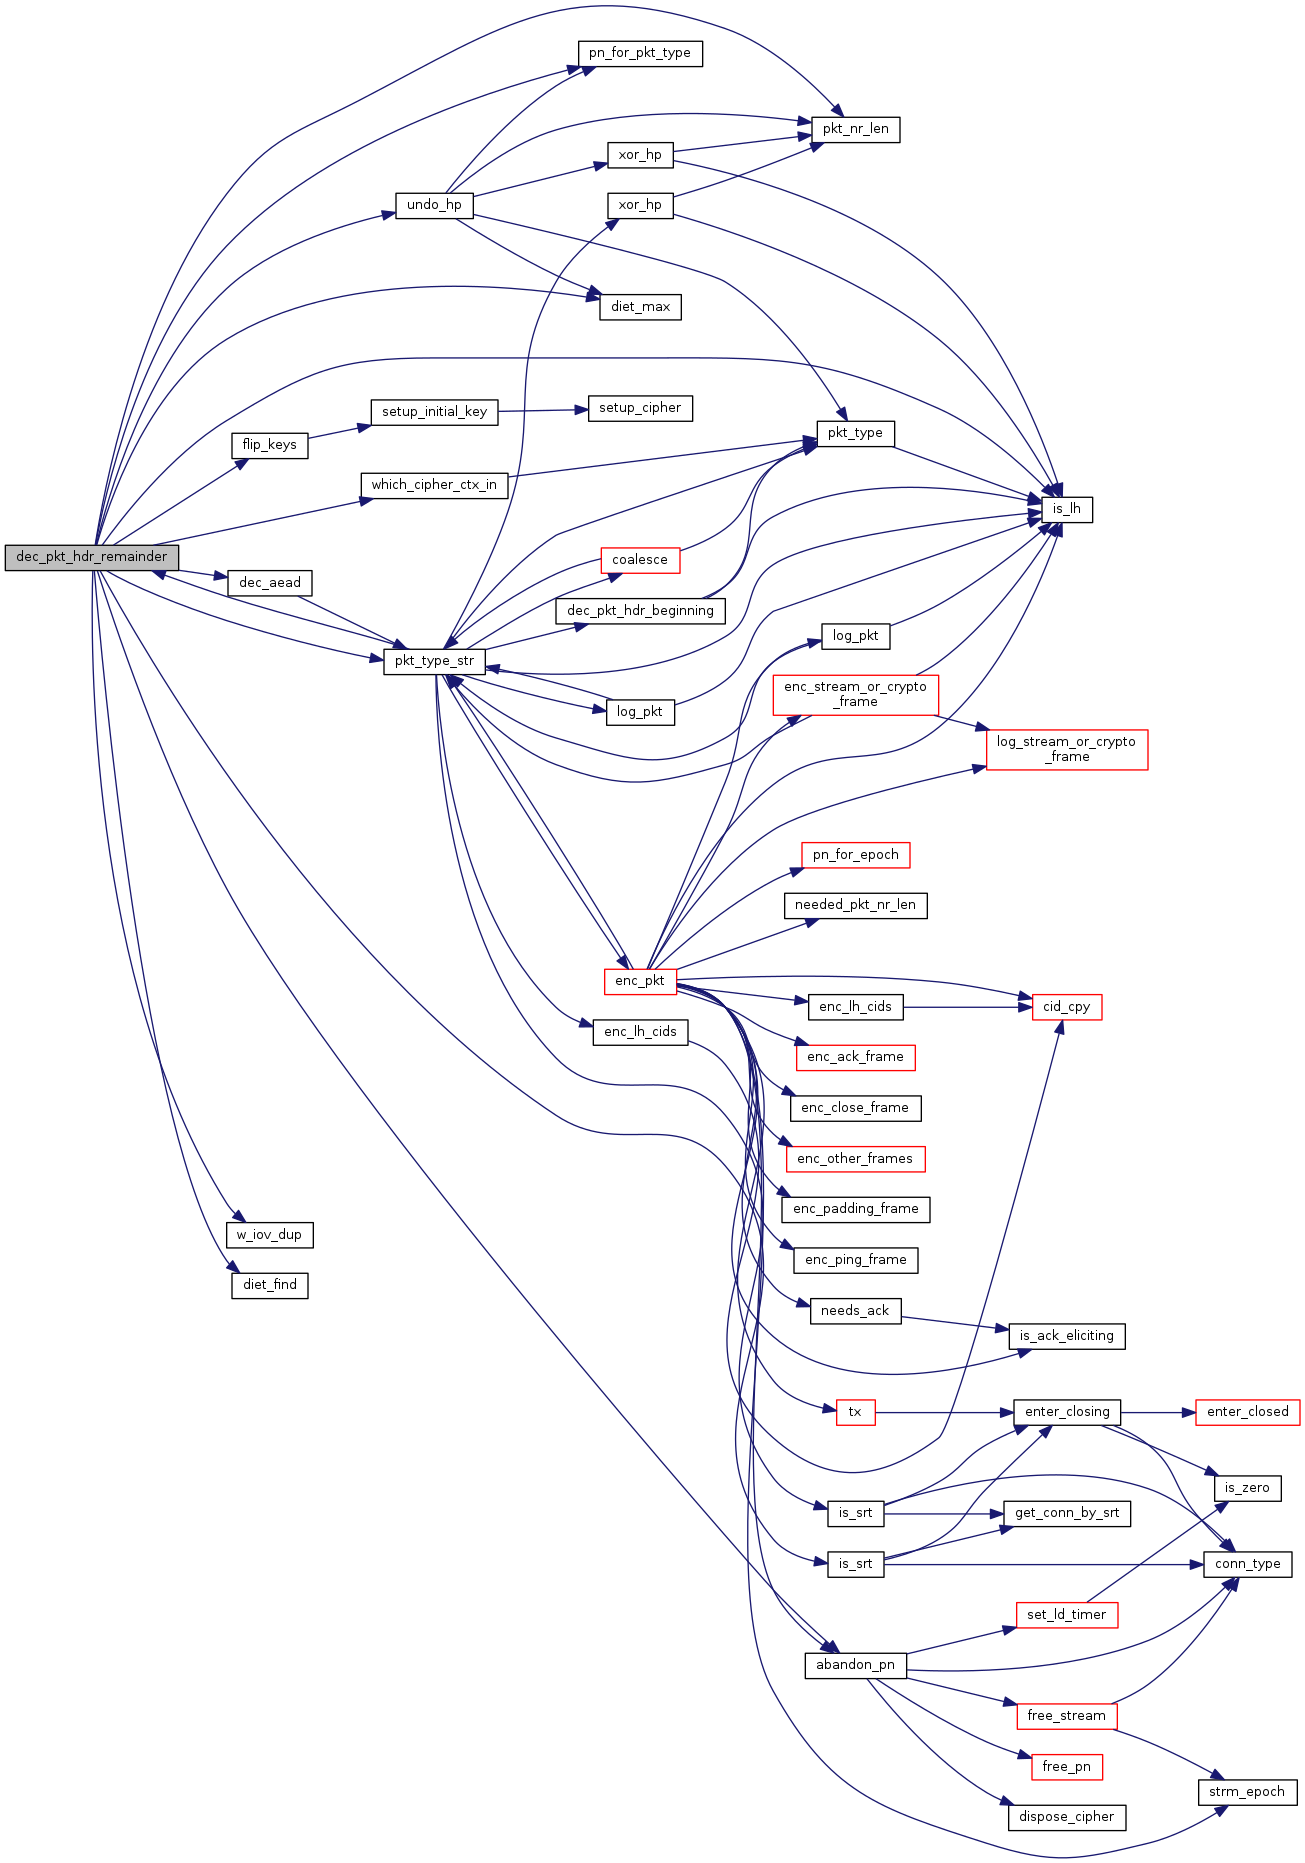 pn_for_pkt_type
pkt_nr_len
xor_hp
undo_hp
xor_hp
diet_max
setup_cipher
setup_initial_key
pkt_type
flip_keys
which_cipher_ctx_in
is_lh
dec_pkt_hdr_remainder
coalesce
dec_aead
dec_pkt_hdr_beginning
log_pkt
pkt_type_str
enc_stream_or_crypto
_frame
log_pkt
log_stream_or_crypto
_frame
pn_for_epoch
needed_pkt_nr_len
enc_pkt
enc_lh_cids
cid_cpy
enc_lh_cids
enc_ack_frame
enc_close_frame
enc_other_frames
enc_padding_frame
w_iov_dup
enc_ping_frame
diet_find
needs_ack
is_ack_eliciting
tx
enter_closing
enter_closed
is_zero
is_srt
get_conn_by_srt
is_srt
conn_type
set_ld_timer
abandon_pn
free_stream
free_pn
strm_epoch
dispose_cipher